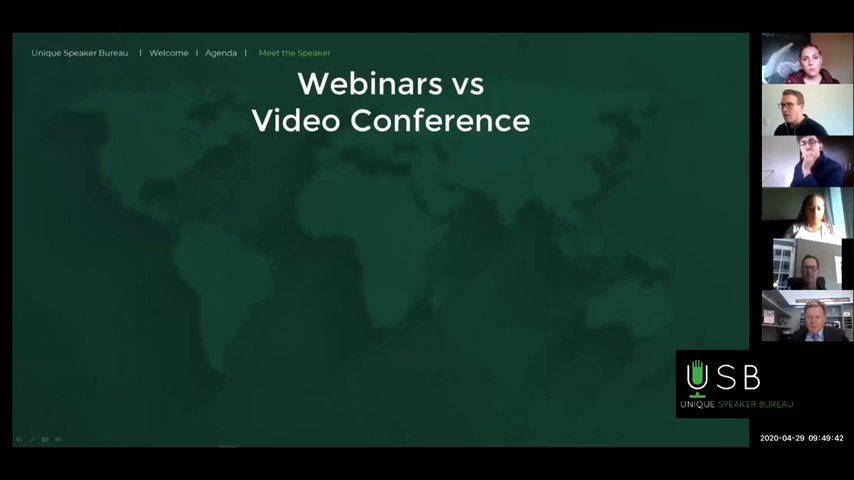 Unique Speaker Bureau | Welcome | Agenda | Meet the Speaker
Webinars vs
Video Conference
USB
UNIQUE SPEAKER BUREAU
2020-04-29 09:49:42